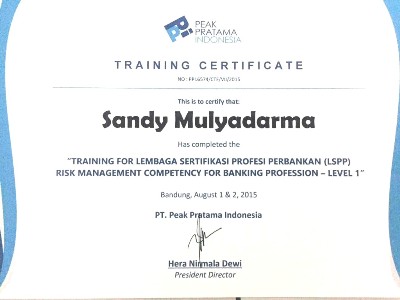 PEAK
PRATAMA
INDONESIA
TRAINING CERTIFICATE
This is to certify that:
Sandy Mulyadarma
Has completed the
"TRAINING FOR LEMBAGA SERTIFIKASI PROFESI PERBANKAN (LSPP)
RISK MANAGEMENT COMPETENCY FOR BANKING PROFESSION – LEVEL 1"
Bandung, August 1 & 2, 2015
PT. Peak Pratama Indonesia
Hera Nirmala Dewi
President Director